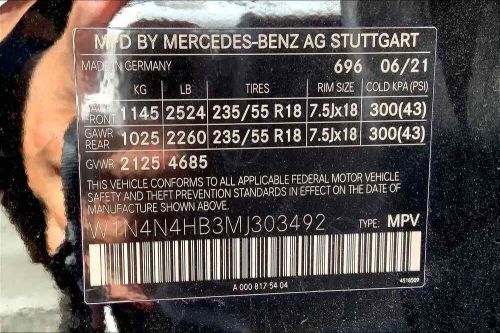 MFD BY MERCEDES-BENZ AG STUTTGART
MADE IN GERMANY 696 06/21
KG LB TIRES RIM SIZE COLD KPA (PSI)
FRONT 1145 2524 235/55 R18 7.5Jx18 300(43)
GAWR REAR 1025 2260 235/55 R18 7.5Jx18 300(43)
GVWR 2125 4685
THIS VEHICLE CONFORMS TO ALL APPLICABLE FEDERAL MOTOR VEHICLE
SAFETY AND THEFT PREVENTION STANDARDS IN EFFECT ON THE DATE OF
MANUFACTURE SHOWN ABOVE.
W1N4N4HB3MJ303492 TYPE: MPV
A 000 817 54 04